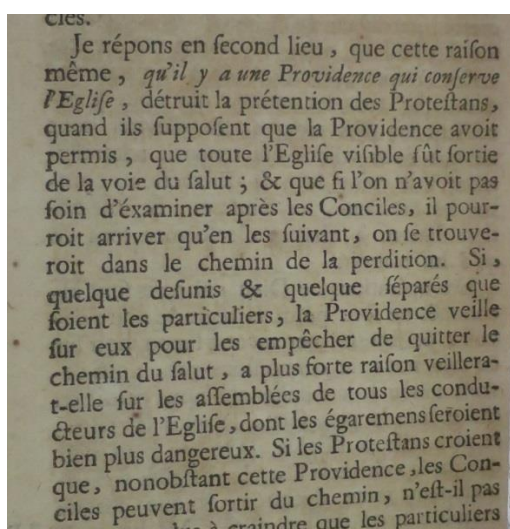 cles.
Je répons en ſecond lieu, que cette raiſon
même, qu'il y a une Providence qui conſerve
l'Egliſe, détruit la prétention des Proteſtans,
quand ils ſuppoſent que la Providence avoit
permis, que toute l'Egliſe viſible fût ſortie
de la voie du ſalut; & que ſi l'on n'avoit pas
ſoin d'éxaminer après les Conciles, il pour-
roit arriver qu'en les ſuivant, on ſe trouve-
roit dans le chemin de la perdition. Si,
quelque deſunis & quelque ſéparés que
ſoient les particuliers, la Providence veille
ſur eux pour les empêcher de quitter le
chemin du ſalut, a plus forte raiſon veillera-
t-elle ſur les aſſemblées de tous les condu-
cteurs de l'Egliſe, dont les égaremens ſeroient
bien plus dangereux. Si les Proteſtans croient
que, nonobſtant cette Providence, les Con-
ciles peuvent ſortir du chemin, n'eſt-il pas
à craindre que les particuliers